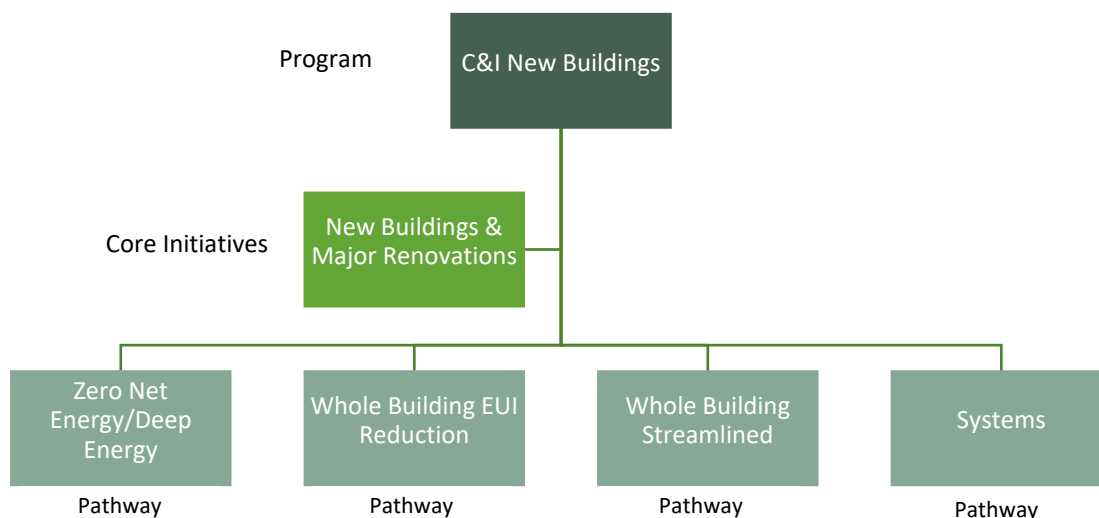 Program
C&I New Buildings
Core Initiatives
New Buildings &
Major Renovations
Zero Net
Energy/Deep
Energy
Whole Building EUI
Reduction
Whole Building
Streamlined
Systems
Pathway
Pathway
Pathway
Pathway